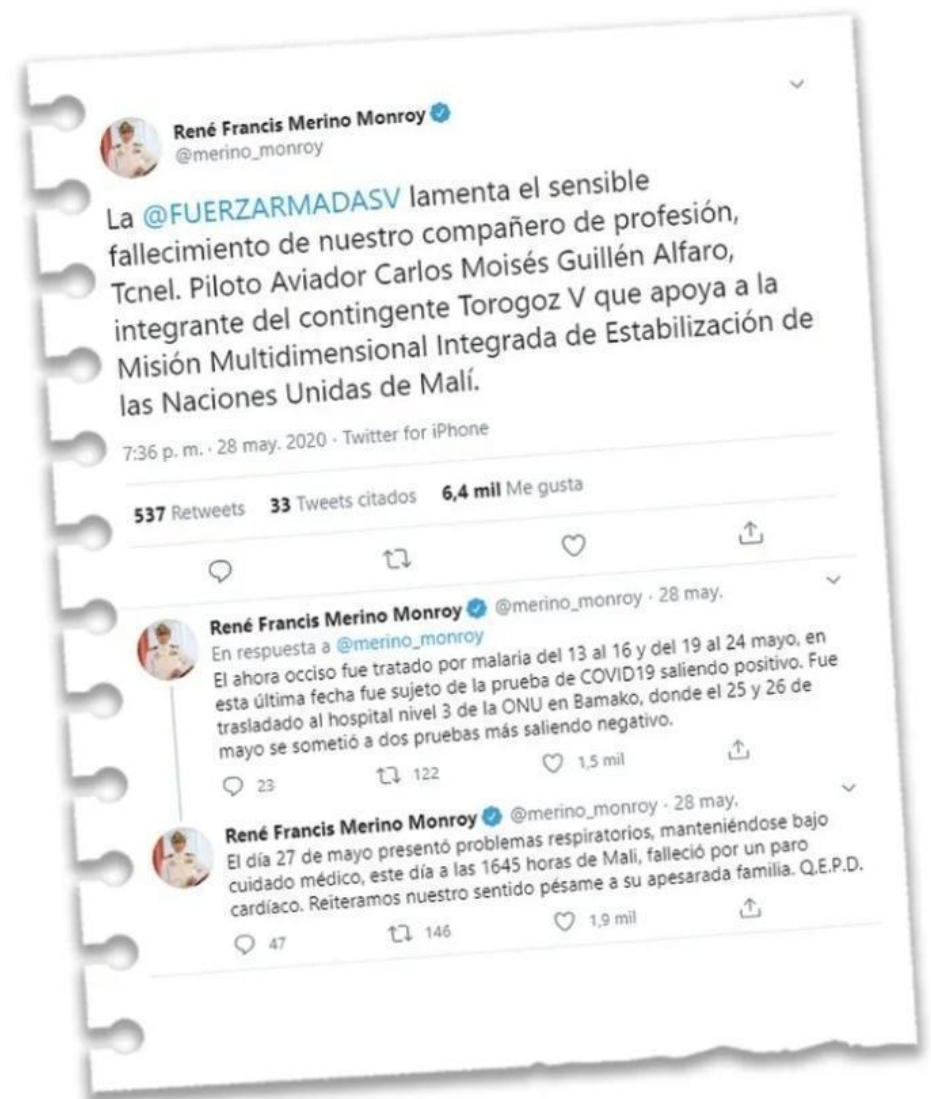 René Francis Merino Monroy
@merino_monroy
La @FUERZARMADASV lamenta el sensible
fallecimiento de nuestro compañero de profesión,
Tcnel. Piloto Aviador Carlos Moisés Guillén Alfaro,
integrante del contingente Torogoz V que apoya a la
Misión Multidimensional Integrada de Estabilización de
las Naciones Unidas de Malí.
7:36 p. m. · 28 may. 2020 · Twitter for iPhone
537 Retweets 33 Tweets citados 6,4 mil Me gusta
René Francis Merino Monroy @merino_monroy · 28 may.
En respuesta a @merino_monroy
El ahora occiso fue tratado por malaria del 13 al 16 y del 19 al 24 mayo, en
esta última fecha fue sujeto de la prueba de COVID19 saliendo positivo. Fue
trasladado al hospital nivel 3 de la ONU en Bamako, donde el 25 y 26 de
mayo se sometió a dos pruebas más saliendo negativo.
23 122 1,5 mil
René Francis Merino Monroy @merino_monroy · 28 may.
El día 27 de mayo presentó problemas respiratorios, manteniéndose bajo
cuidado médico, este día a las 1645 horas de Mali, falleció por un paro
cardíaco. Reiteramos nuestro sentido pésame a su apesarada familia. Q.E.P.D.
47 146 1,9 mil